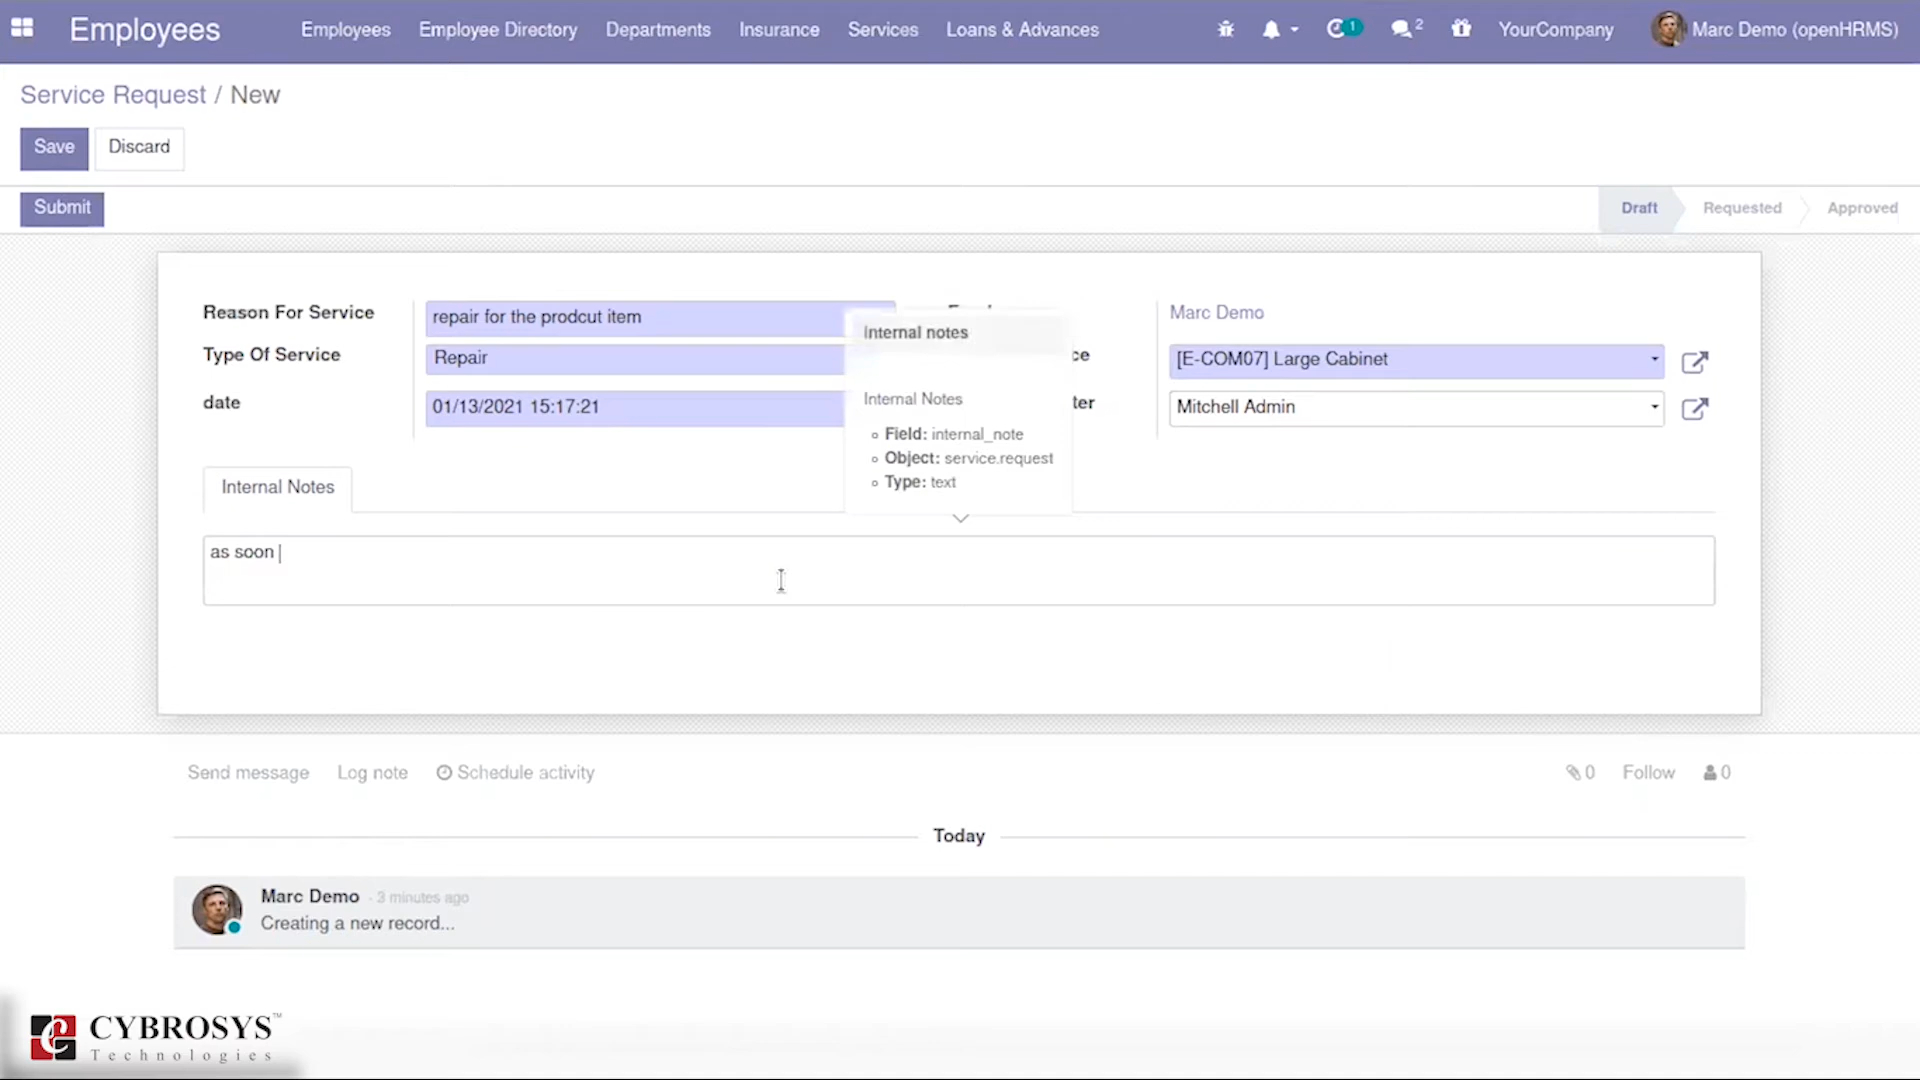 Employees Employees Employee Directory Departments Insurance Services Loans & Advances 1 2 YourCompany Marc Demo (openHRMS)
Service Request / New
Save Discard
Submit Draft Requested Approved
Reason For Service repair for the prodcut item Marc Demo
Internal notes
Type Of Service Repair ce [E-COM07] Large Cabinet
date 01/13/2021 15:17:21 ter Mitchell Admin
Internal Notes
Field: internal_note
Object: service.request
Type: text
Internal Notes
as soon
Send message Log note Schedule activity 0 Follow 0
Today
Marc Demo - 3 minutes ago
Creating a new record...
CYBROSYS™
Technologies